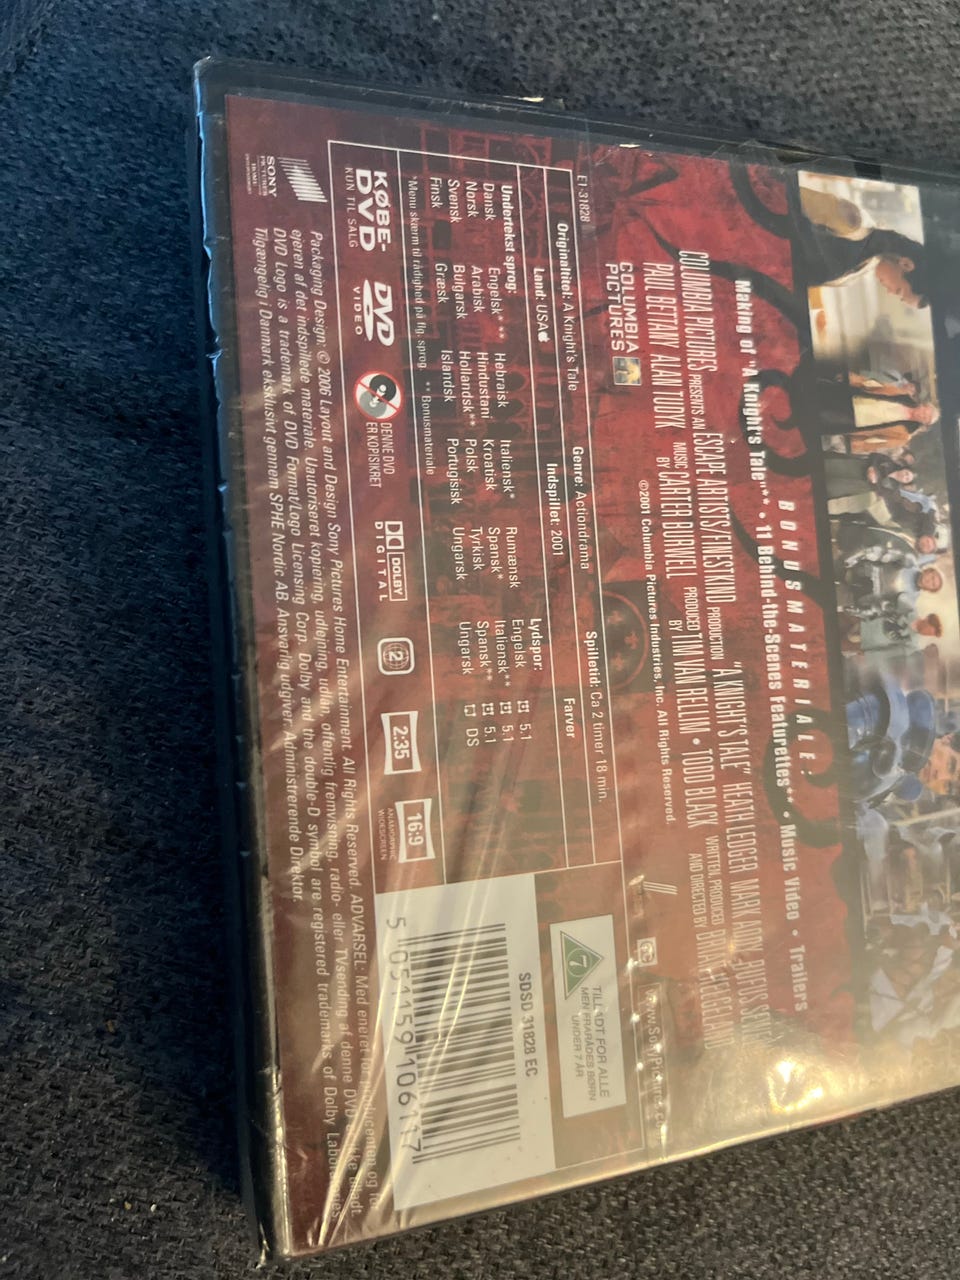 BONUSMATERIALE:
Making of "A Knight's Tale"** • 11 Behind-the-Scenes Featurettes** • Music Video • Trailers
COLUMBIA PICTURES PRESENTS AN ESCAPE ARTISTS/FINESTKIND PRODUCTION "A KNIGHT'S TALE" HEATH LEDGER MARK ADDY RUFUS
PAUL BETTANY ALAN TUDYK MUSIC BY CARTER BURWELL PRODUCED BY TIM VAN RELLIM • TODD BLACK WRITTEN, PRODUCED AND DIRECTED BY BRIAN HELGELAND
COLUMBIA
PICTURES
©2001 Columbia Pictures Industries, Inc. All Rights Reserved.
E1-31828
Originaltitel: A Knight's Tale
Genre: Actiondrama
Spilletid: Ca 2 timer 18 min.
Land: USA
Indspillet: 2001
Farver
Undertekst sprog:
Dansk Engelsk** Hebraisk Italiensk* Rumænsk
Norsk Arabisk Hindustani Kroatisk Spansk*
Svensk Bulgarsk Hollandsk** Polsk Tyrkisk
Finsk Græsk Islandsk Portugisisk Ungarsk
Lydspor:
Engelsk 5.1
Italiensk** 5.1
Spansk** 5.1
Ungarsk DS
*Menu skærm til rådighed på flg. sprog. ** Bonusmateriale
KØBE-
DVD
KUN TIL SALG
DVD
VIDEO
DENNE DVD
ER KOPISIKRET
DOLBY
DIGITAL
2
2:35
16:9
ANAMORPHIC
WIDESCREEN
7
TILLADT FOR ALLE
MEN FRARÅDES BØRN
UNDER 7 ÅR
SDSD 31828 EC
5 051159 106117
SONY
PICTURES
HOME
ENTERTAINMENT
Packaging Design: © 2006 Layout and Design Sony Pictures Home Entertainment. All Rights Reserved. ADVARSEL: Med eneret for producenten og for
ejeren af det indspillede materiale. Uautoriseret kopiering, udlejning, udlån, offentlig fremvisning, radio- eller TVsending af denne DVD er ikke tilladt.
DVD Logo is a trademark of DVD Format/Logo Licensing Corp. Dolby and the double-D symbol are registered trademarks of Dolby Laboratories
Tilgængelig i Danmark eksklusivt gennem SPHE Nordic AB. Ansvarlig udgiver: Administrerende Direktør.